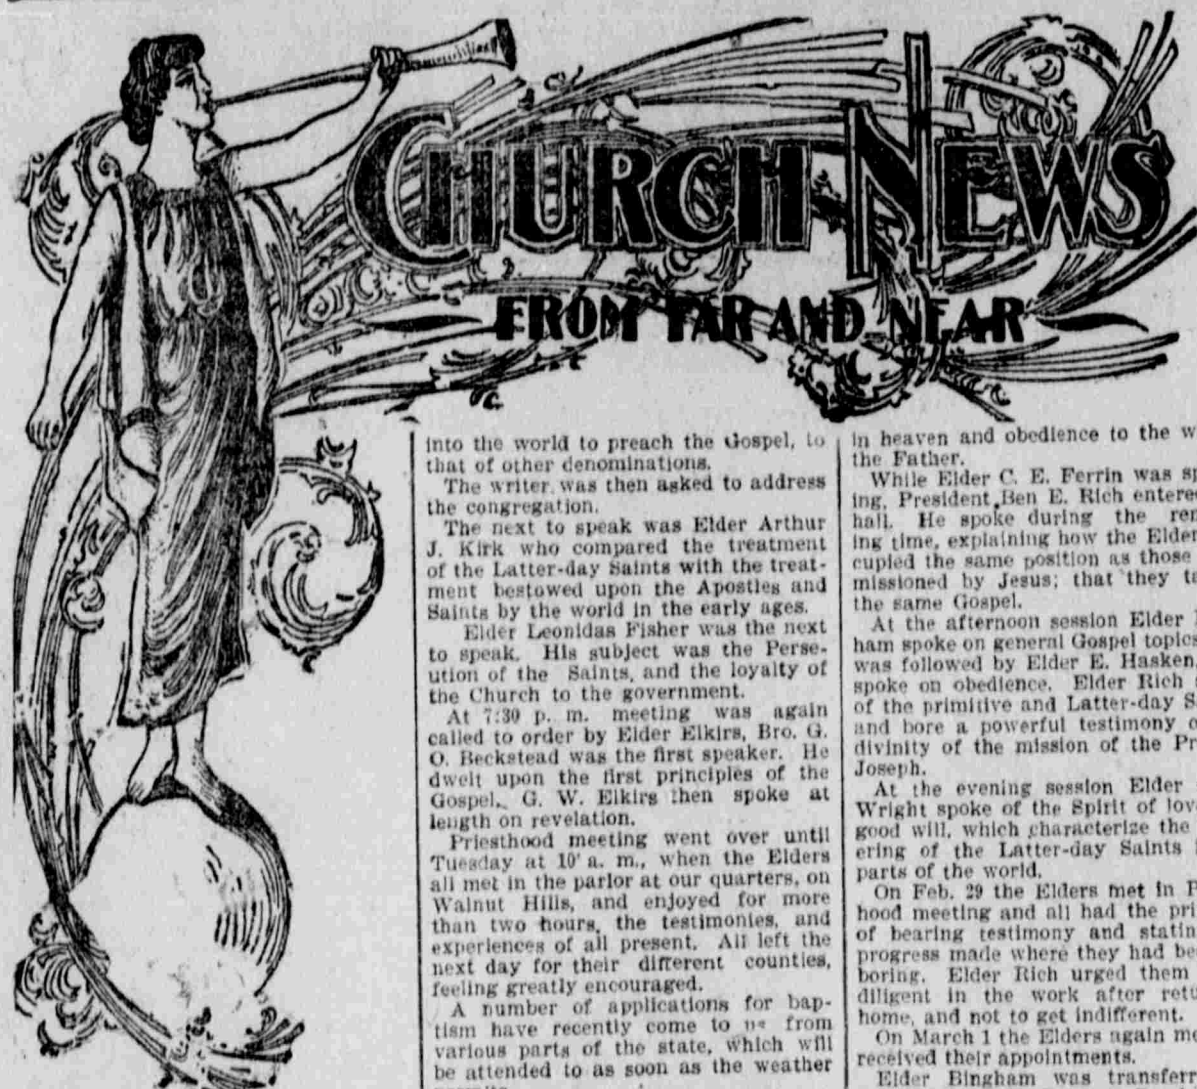 CHURCH NEWS
FROM FAR AND NEAR
into the world to preach the Gospel, to
that of other denominations.
The writer was then asked to address
the congregation.
The next to speak was Elder Arthur
J. Kirk who compared the treatment
of the Latter-day Saints with the treat-
ment bestowed upon the Apostles and
Saints by the world in the early ages.
Elder Leonidas Fisher was the next
to speak. His subject was the Perse-
ution of the Saints, and the loyalty of
the Church to the government.
At 7:30 p. m. meeting was again
called to order by Elder Elkirs, Bro. G.
O. Beckstead was the first speaker. He
dwelt upon the first principles of the
Gospel. G. W. Elkirs then spoke at
length on revelation.
Priesthood meeting went over until
Tuesday at 10 a. m., when the Elders
all met in the parlor at our quarters, on
Walnut Hills, and enjoyed for more
than two hours, the testimonies, and
experiences of all present. All left the
next day for their different counties,
feeling greatly encouraged.
A number of applications for bap-
tism have recently come to us from
various parts of the state, which will
be attended to as soon as the weather
in heaven and obedience to the w
the Father.
While Elder C. E. Ferrin was sp
ing, President Ben E. Rich entered
hall. He spoke during the rem
ing time, explaining how the Elder
cupied the same position as those
missioned by Jesus; that they t
the same Gospel.
At the afternoon session Elder
ham spoke on general Gospel topics
was followed by Elder E. Hasken,
spoke on obedience. Elder Rich
of the primitive and Latter-day S
and bore a powerful testimony o
divinity of the mission of the Pr
Joseph.
At the evening session Elder
Wright spoke of the Spirit of lov
good will, which characterize the
ering of the Latter-day Saints
parts of the world.
On Feb. 29 the Elders met in P
hood meeting and all had the pri
of bearing testimony and statin
progress made where they had be
boring. Elder Rich urged them
diligent in the work after retu
home, and not to get indifferent.
On March 1 the Elders again me
received their appointments.
Elder Bingham was transferr